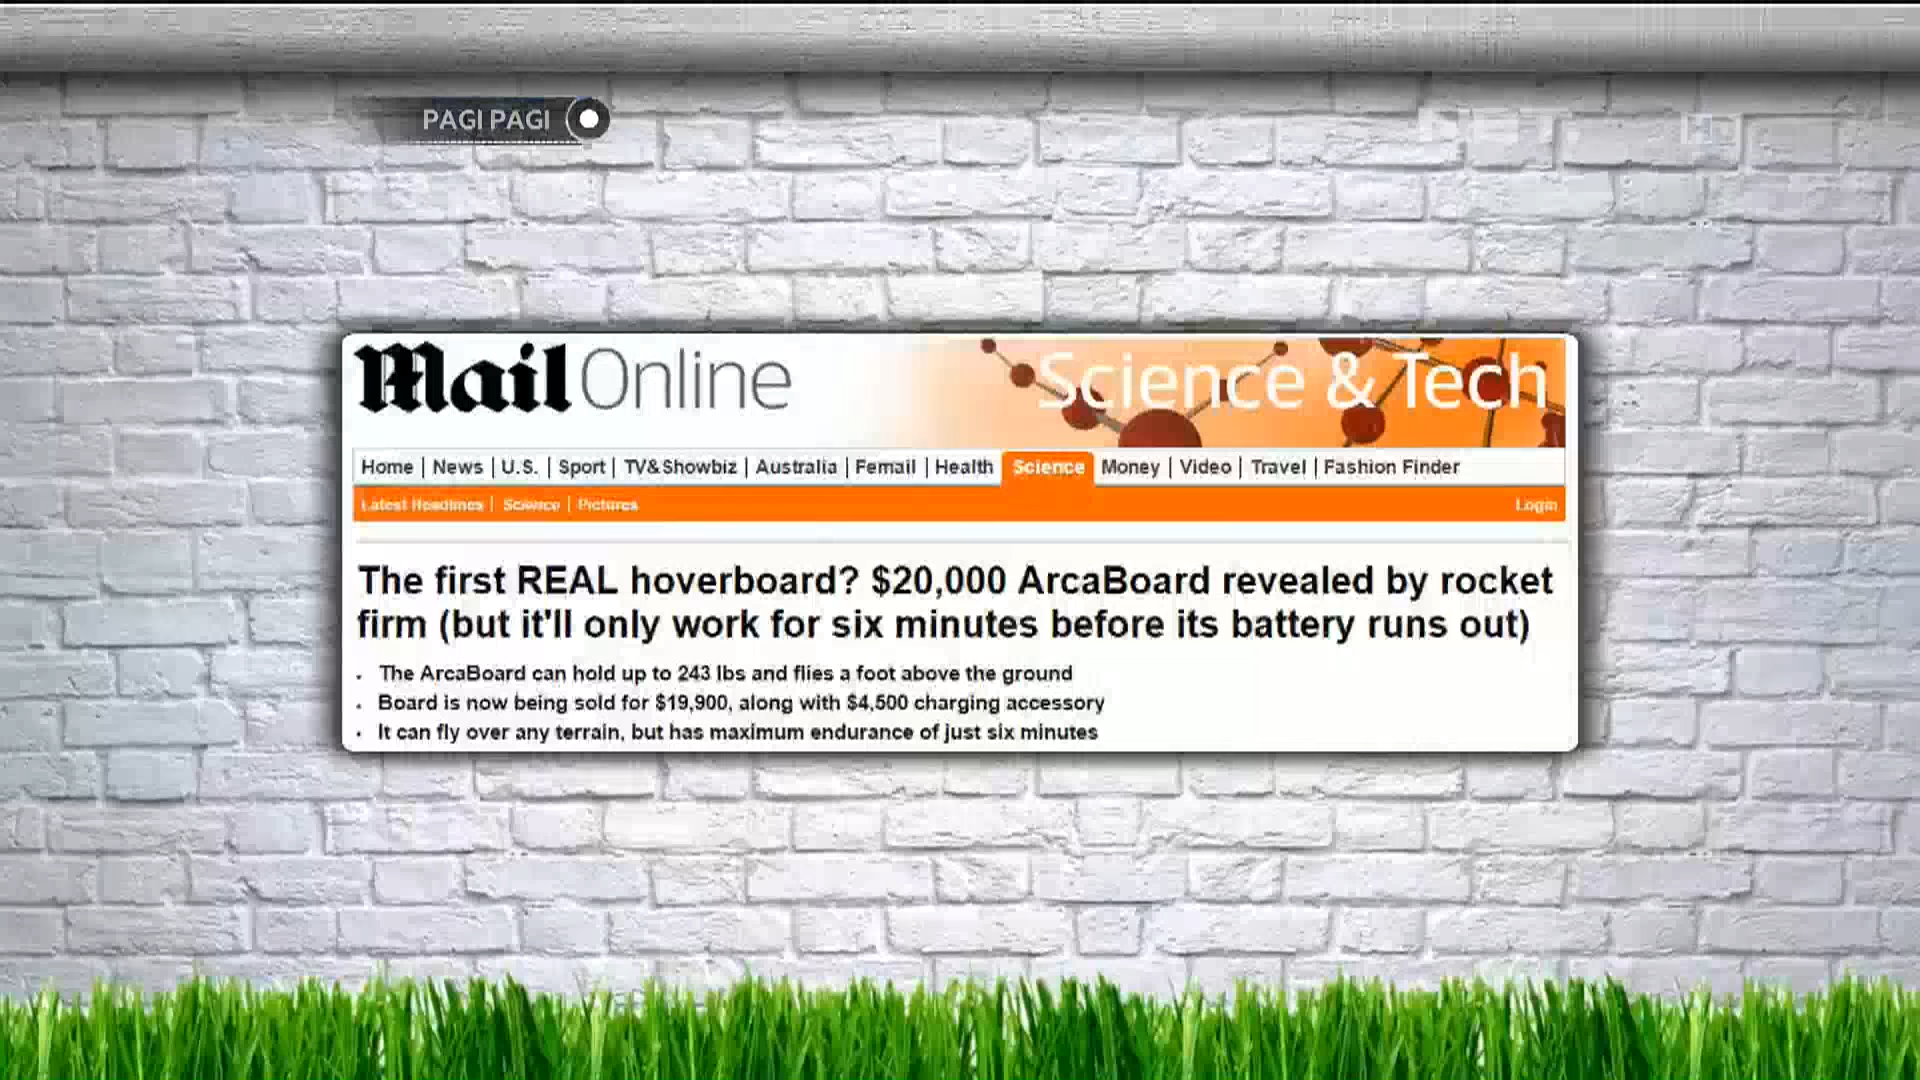 PAGI PAGI
Mail Online
Science & Tech
Home | News | U.S. | Sport | TV&Showbiz | Australia | Femail | Health | Science | Money | Video | Travel | Fashion Finder
Latest Headlines | Science | Pictures
Login
The first REAL hoverboard? $20,000 ArcaBoard revealed by rocket
firm (but it'll only work for six minutes before its battery runs out)
• The ArcaBoard can hold up to 243 lbs and flies a foot above the ground
• Board is now being sold for $19,900, along with $4,500 charging accessory
• It can fly over any terrain, but has maximum endurance of just six minutes